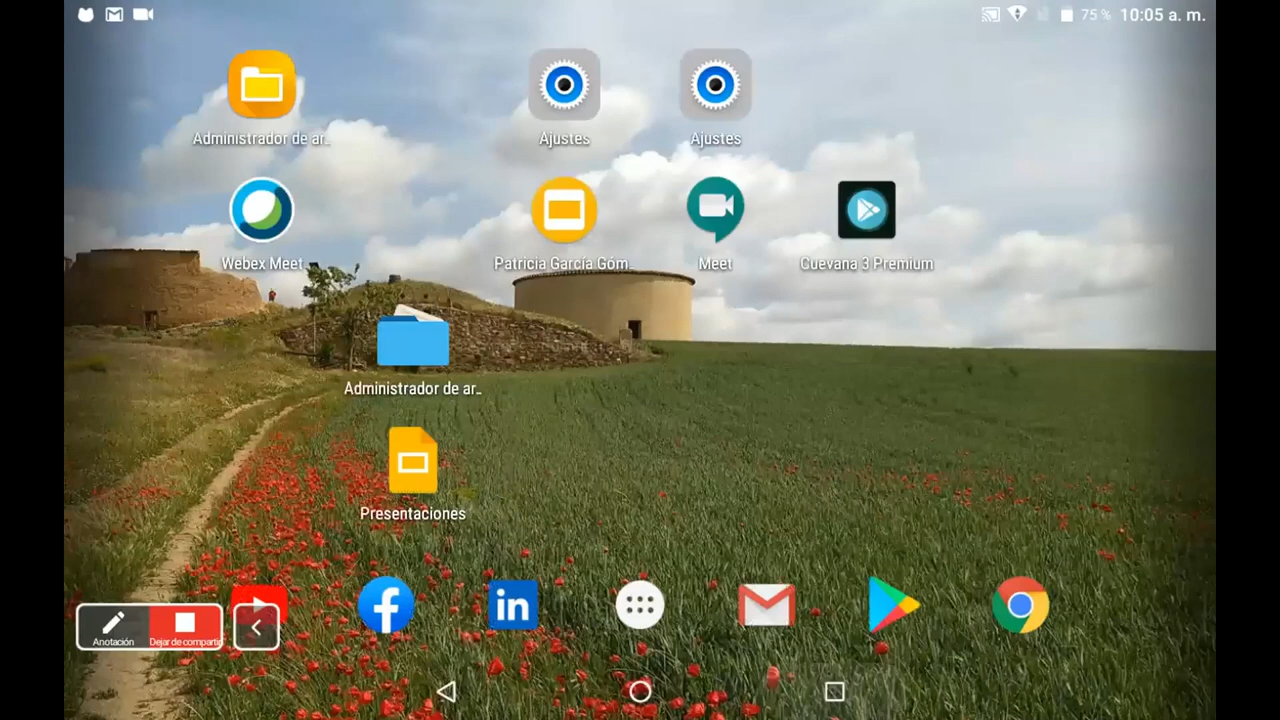 75 % 10:05 a. m.
Administrador de ar..
Ajustes
Ajustes
Webex Meet
Patricia García Góm..
Meet
Cuevana 3 Premium
Administrador de ar..
Presentaciones
in
Anotación
Dejar de comparti